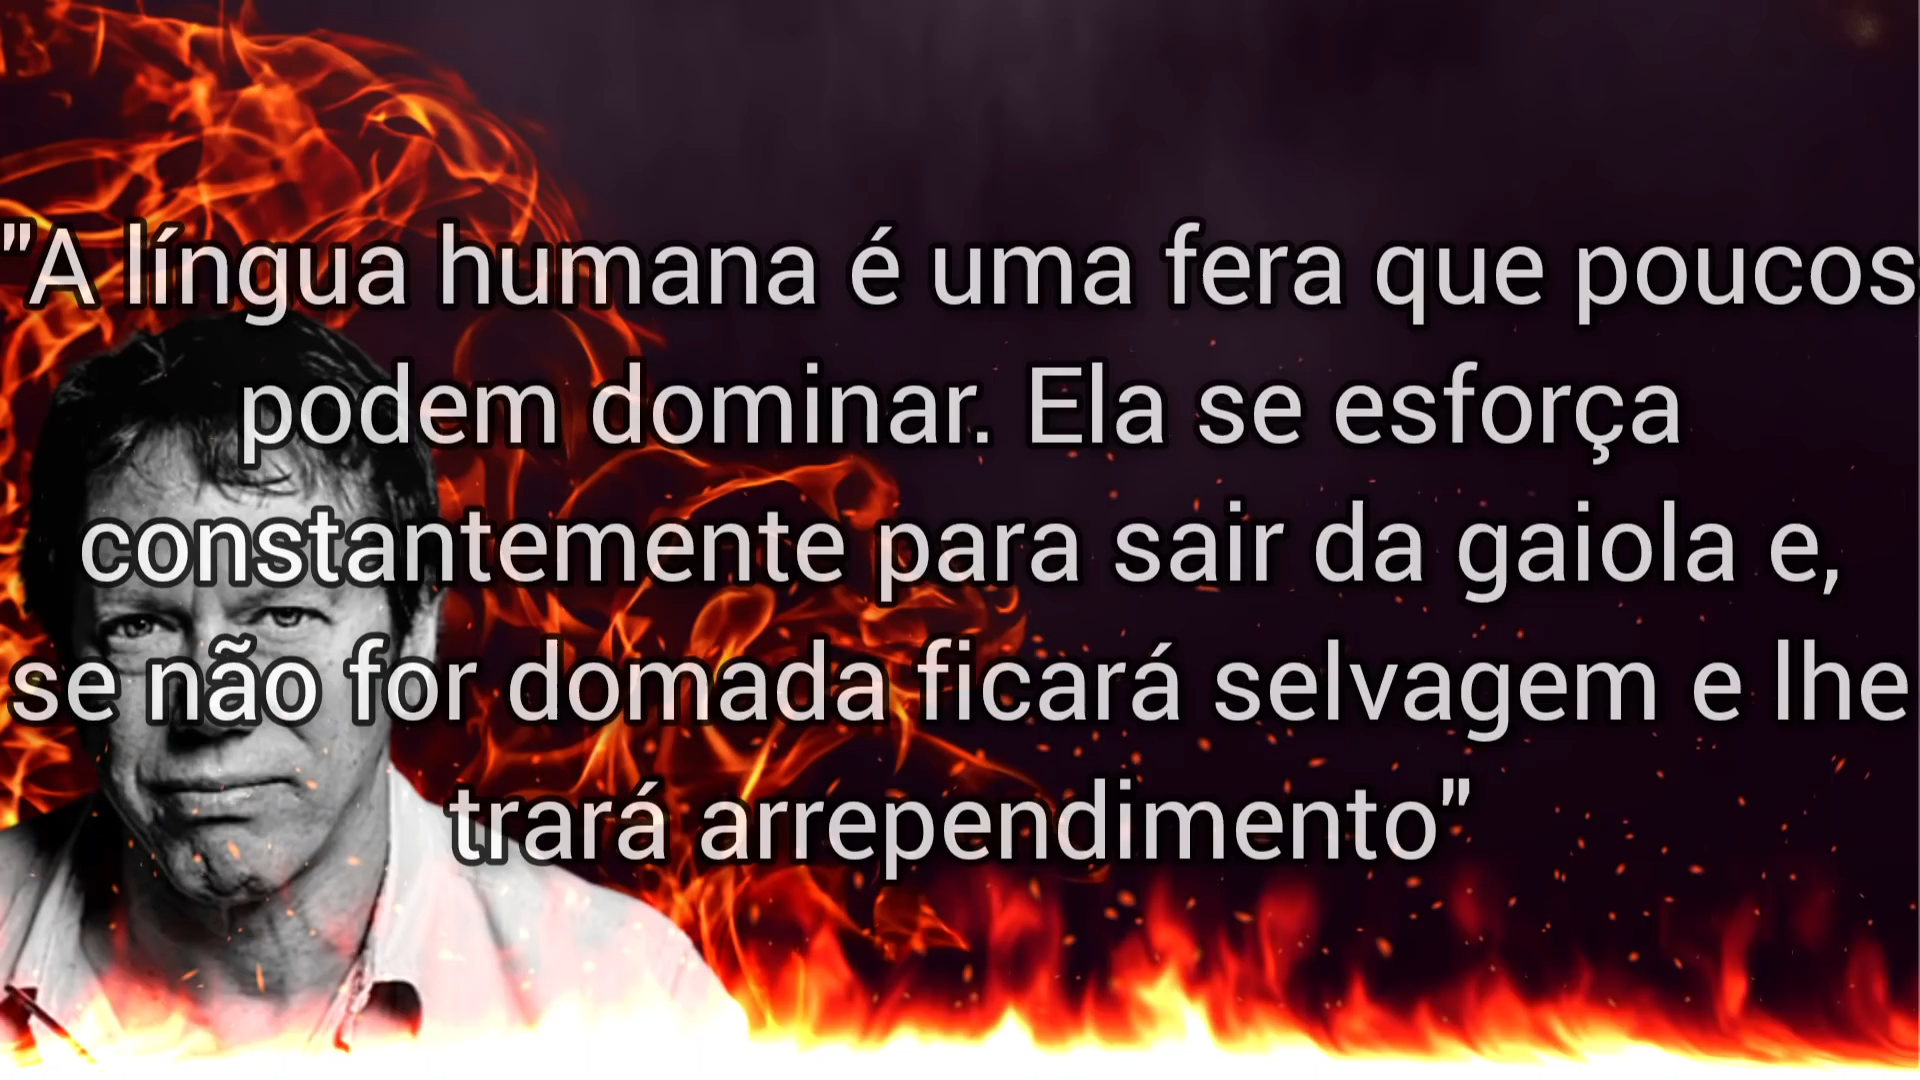 "A língua humana é uma fera que poucos
podem dominar. Ela se esforça
constantemente para sair da gaiola e,
se não for domada ficará selvagem e lhe
trará arrependimento"